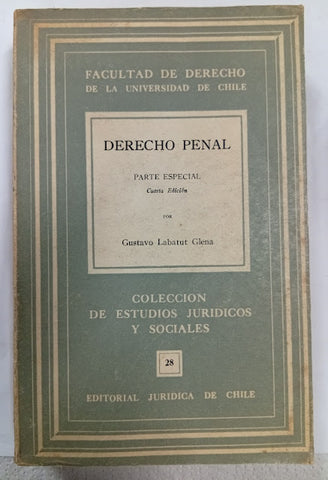 FACULTAD DE DERECHO
DE LA UNIVERSIDAD DE CHILE
DERECHO PENAL
PARTE ESPECIAL
Cuarta Edición
POR
Gustavo Labatut Glena
COLECCION
DE ESTUDIOS JURIDICOS
Y SOCIALES
28
EDITORIAL JURIDICA DE CHILE